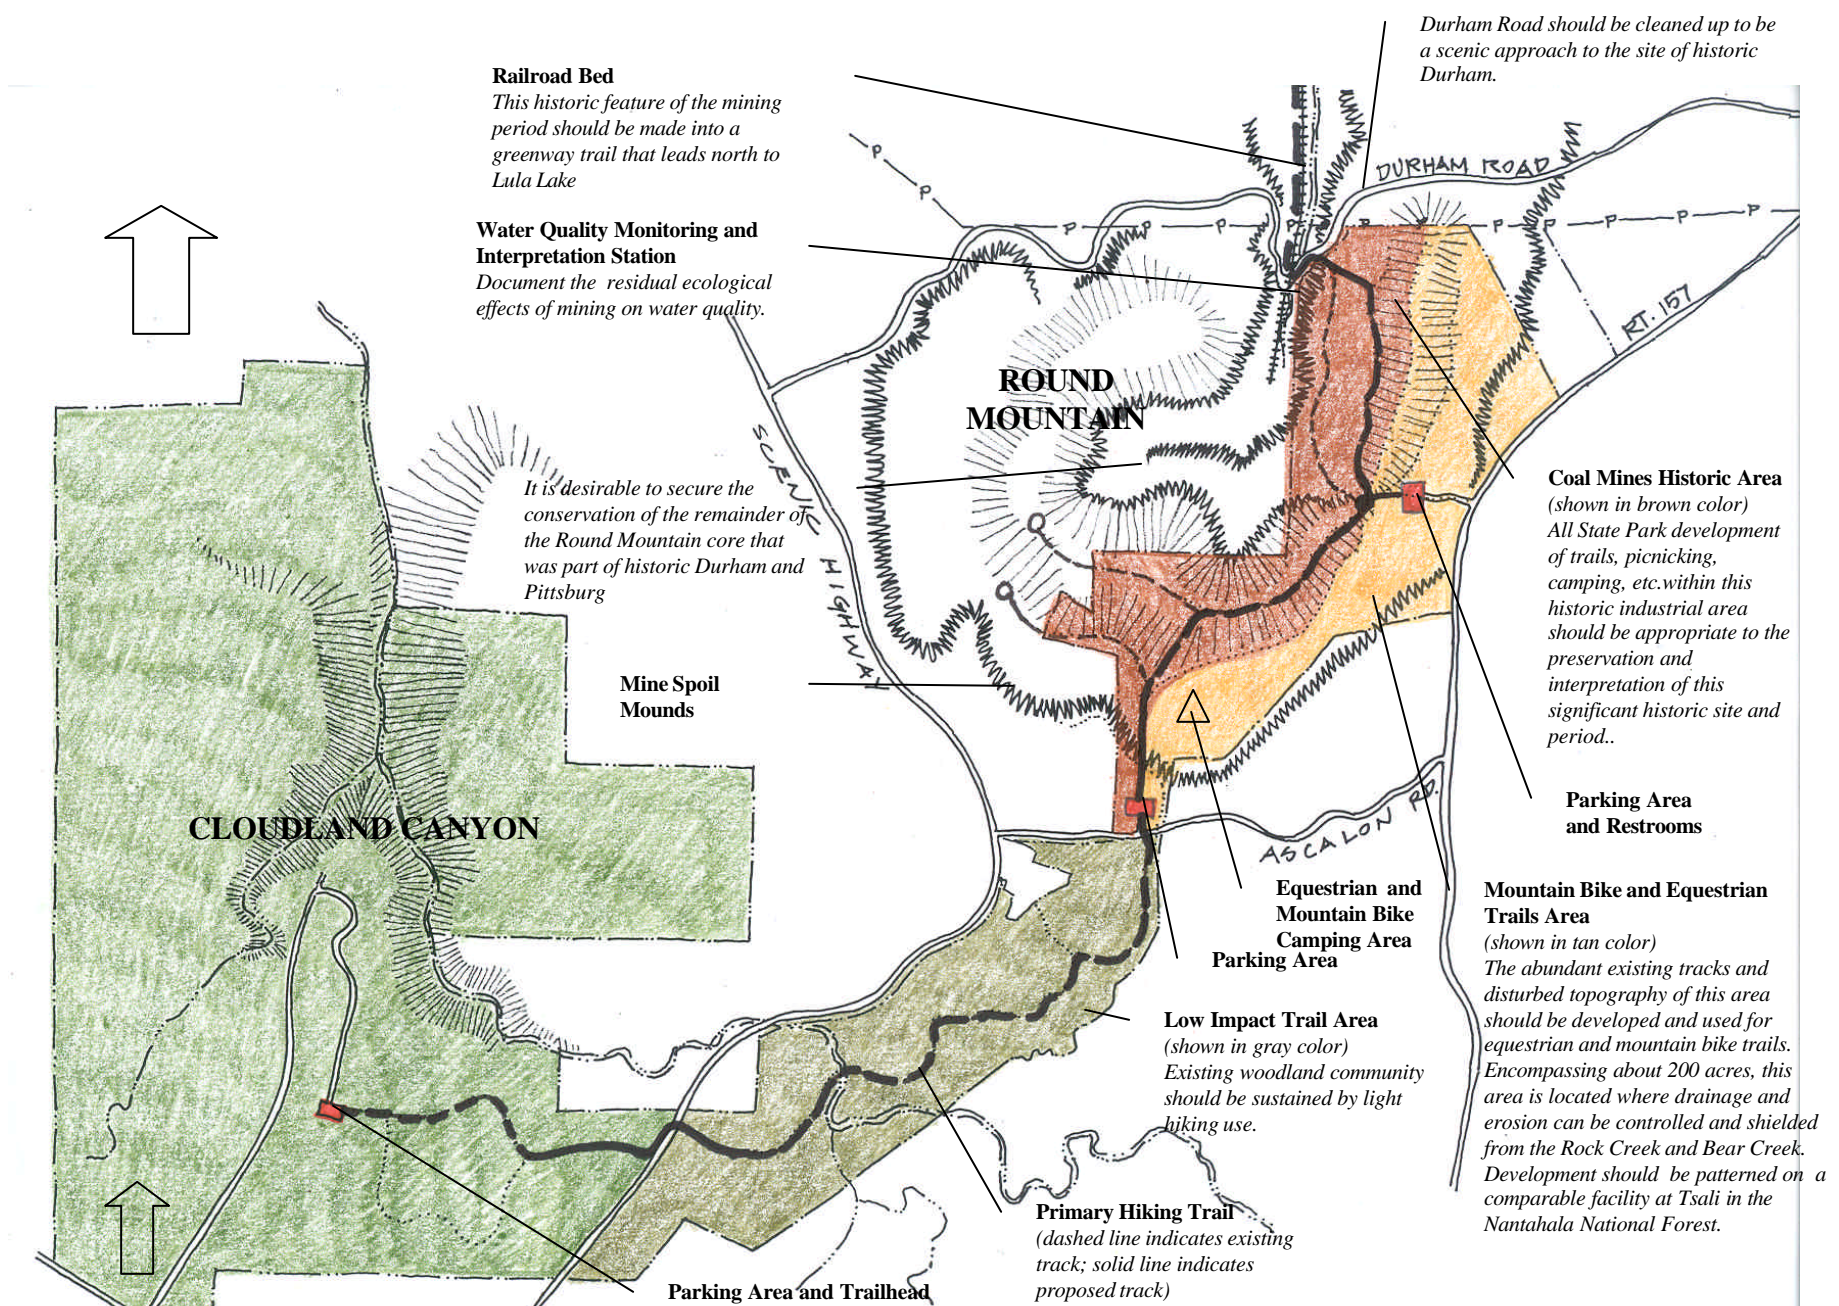 Durham Road should be cleaned up to be
a scenic approach to the site of historic
Durham.
Railroad Bed
This historic feature of the mining
period should be made into a
greenway trail that leads north to
Lula Lake
Water Quality Monitoring and
Interpretation Station
Document the  residual ecological
effects of mining on water quality.
P
P
P
P
P
P
P
P
P
P
DURHAM ROAD
RT. 157
ROUND
MOUNTAIN
SCENIC HIGHWAY
It is desirable to secure the
conservation of the remainder of
the Round Mountain core that
was part of historic Durham and
Pittsburg
Mine Spoil
Mounds
Coal Mines Historic Area
(shown in brown color)
All State Park development
of trails, picnicking,
camping, etc.within this
historic industrial area
should be appropriate to the
preservation and
interpretation of this
significant historic site and
period..
Parking Area
and Restrooms
CLOUDLAND CANYON
ASCALON RD.
Equestrian  and
Mountain Bike
Camping Area
Parking Area
Mountain Bike and Equestrian
Trails Area
(shown in tan color)
The abundant existing tracks and
disturbed topography of this area
should be developed and used for
equestrian and mountain bike trails.
Encompassing about 200 acres, this
area is located where drainage and
erosion can be controlled and shielded
from the Rock Creek and Bear Creek.
Development should  be patterned on  a
comparable facility at Tsali in the
Nantahala National Forest.
Low Impact Trail Area
(shown in gray color)
Existing woodland community
should be sustained by light
hiking use.
Primary Hiking Trail
(dashed line indicates existing
track; solid line indicates
proposed track)
Parking Area and Trailhead